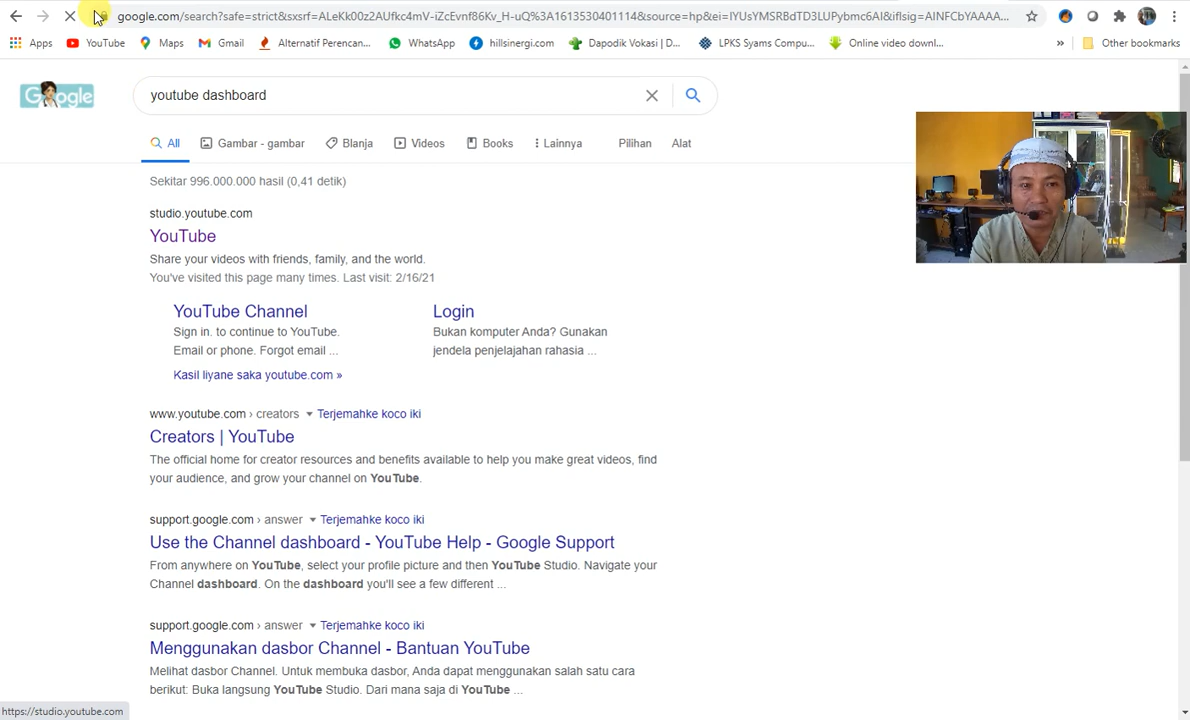 google.com/search?safe=strict&sxsrf=ALeKk00z2AUfkc4mV-iZcEvnf86Kv_H-uQ%3A1613530401114&source=hp&ei=IYUsYMSRBdTD3LUPybmc6AI&iflsig=AINFCbYAAAA...
Apps YouTube Maps Gmail Alternatif Perencan... WhatsApp hillsinergi.com Dapodik Vokasi | D... LPKS Syams Compu... Online video downl... » Other bookmarks
Google
youtube dashboard
All Gambar - gambar Blanja Videos Books Lainnya Pilihan Alat
Sekitar 996.000.000 hasil (0,41 detik)
studio.youtube.com
YouTube
Share your videos with friends, family, and the world.
You've visited this page many times. Last visit: 2/16/21
YouTube Channel Login
Sign in. to continue to YouTube. Bukan komputer Anda? Gunakan
Email or phone. Forgot email ... jendela penjelajahan rahasia ...
Kasil liyane saka youtube.com »
www.youtube.com › creators Terjemahke koco iki
Creators | YouTube
The official home for creator resources and benefits available to help you make great videos, find
your audience, and grow your channel on YouTube.
support.google.com › answer Terjemahke koco iki
Use the Channel dashboard - YouTube Help - Google Support
From anywhere on YouTube, select your profile picture and then YouTube Studio. Navigate your
Channel dashboard. On the dashboard you'll see a few different ...
support.google.com › answer Terjemahke koco iki
Menggunakan dasbor Channel - Bantuan YouTube
Melihat dasbor Channel. Untuk membuka dasbor, Anda dapat menggunakan salah satu cara
berikut: Buka langsung YouTube Studio. Dari mana saja di YouTube ...
https://studio.youtube.com